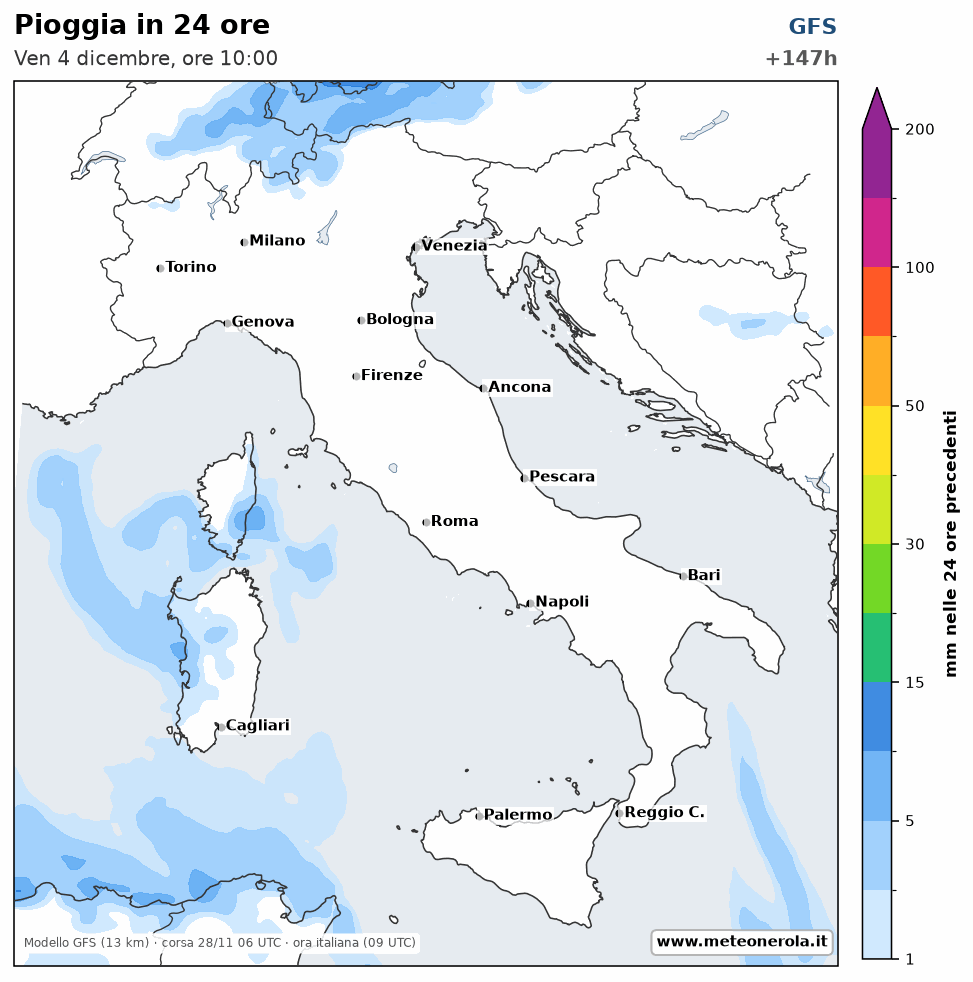 Pioggia in 24 ore
GFS
Ven 4 dicembre, ore 10:00
+147h
200
100
50
30
15
5
1
mm nelle 24 ore precedenti
Milano
Venezia
Torino
Genova
Bologna
Firenze
Ancona
Pescara
Roma
Bari
Napoli
Cagliari
Palermo
Reggio C.
Modello GFS (13 km) · corsa 28/11 06 UTC · ora italiana (09 UTC)
www.meteonerola.it